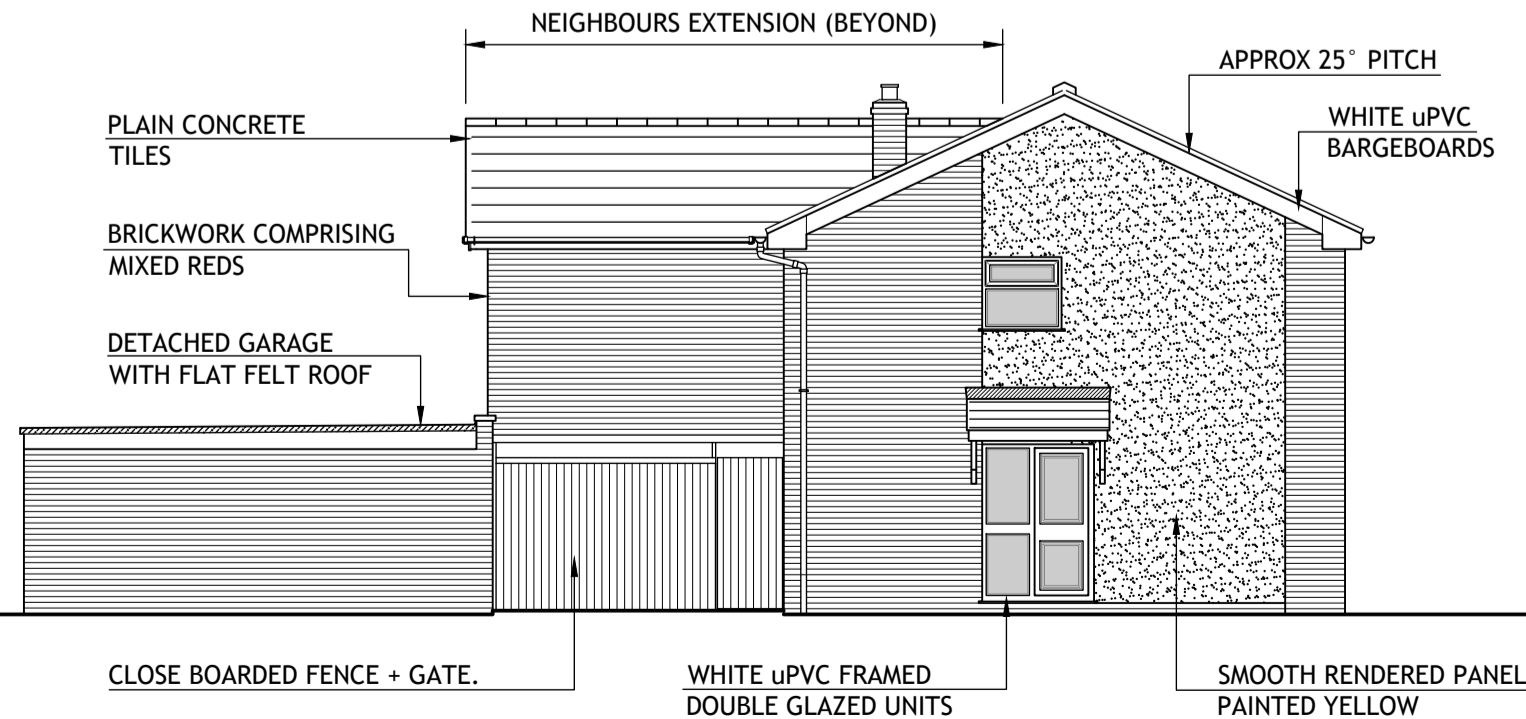 NEIGHBOURS EXTENSION (BEYOND)
APPROX 25° PITCH
PLAIN CONCRETE
TILES
WHITE uPVC
BARGEBOARDS
BRICKWORK COMPRISING
MIXED REDS
DETACHED GARAGE
WITH FLAT FELT ROOF
CLOSE BOARDED FENCE + GATE.
WHITE uPVC FRAMED
DOUBLE GLAZED UNITS
SMOOTH RENDERED PANEL
PAINTED YELLOW